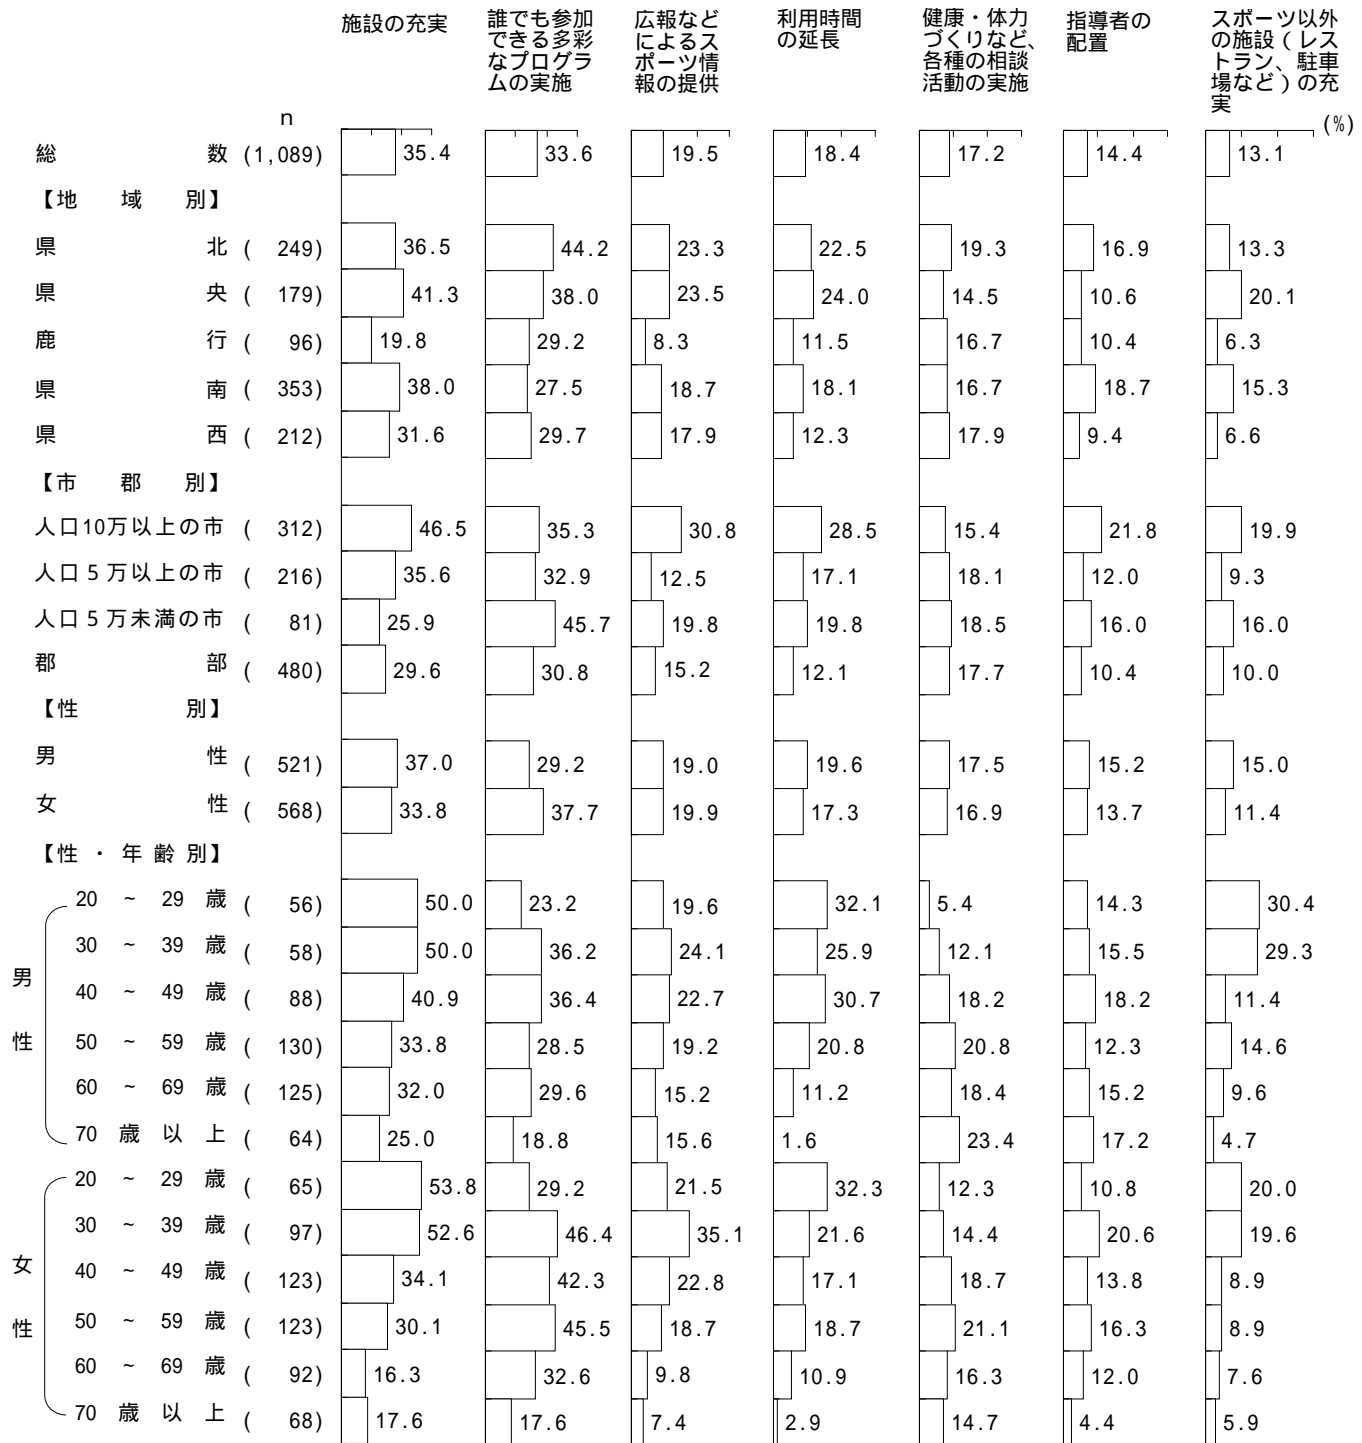 施設の充実
誰でも参加
できる多彩
なプログラ
ムの実施
広報など
によるス
ポーツ情
報の提供
利用時間
の延長
健康・体力
づくりなど、
各種の相談
活動の実施
指導者の
配置
スポーツ以外
の施設(レス
トラン、駐車
場など)の充
実
n
(%)
総 数 (1,089) 35.4 33.6 19.5 18.4 17.2 14.4 13.1
【地 域 別】
県 北 ( 249) 36.5 44.2 23.3 22.5 19.3 16.9 13.3
県 央 ( 179) 41.3 38.0 23.5 24.0 14.5 10.6 20.1
鹿 行 ( 96) 19.8 29.2 8.3 11.5 16.7 10.4 6.3
県 南 ( 353) 38.0 27.5 18.7 18.1 16.7 18.7 15.3
県 西 ( 212) 31.6 29.7 17.9 12.3 17.9 9.4 6.6
【市 郡 別】
人口10万以上の市 ( 312) 46.5 35.3 30.8 28.5 15.4 21.8 19.9
人口5万以上の市 ( 216) 35.6 32.9 12.5 17.1 18.1 12.0 9.3
人口5万未満の市 ( 81) 25.9 45.7 19.8 19.8 18.5 16.0 16.0
郡 部 ( 480) 29.6 30.8 15.2 12.1 17.7 10.4 10.0
【性 別】
男 性 ( 521) 37.0 29.2 19.0 19.6 17.5 15.2 15.0
女 性 ( 568) 33.8 37.7 19.9 17.3 16.9 13.7 11.4
【性・年齢別】
男性
20 ~ 29 歳 ( 56) 50.0 23.2 19.6 32.1 5.4 14.3 30.4
30 ~ 39 歳 ( 58) 50.0 36.2 24.1 25.9 12.1 15.5 29.3
40 ~ 49 歳 ( 88) 40.9 36.4 22.7 30.7 18.2 18.2 11.4
50 ~ 59 歳 ( 130) 33.8 28.5 19.2 20.8 20.8 12.3 14.6
60 ~ 69 歳 ( 125) 32.0 29.6 15.2 11.2 18.4 15.2 9.6
70 歳 以 上 ( 64) 25.0 18.8 15.6 1.6 23.4 17.2 4.7
女性
20 ~ 29 歳 ( 65) 53.8 29.2 21.5 32.3 12.3 10.8 20.0
30 ~ 39 歳 ( 97) 52.6 46.4 35.1 21.6 14.4 20.6 19.6
40 ~ 49 歳 ( 123) 34.1 42.3 22.8 17.1 18.7 13.8 8.9
50 ~ 59 歳 ( 123) 30.1 45.5 18.7 18.7 21.1 16.3 8.9
60 ~ 69 歳 ( 92) 16.3 32.6 9.8 10.9 16.3 12.0 7.6
70 歳 以 上 ( 68) 17.6 17.6 7.4 2.9 14.7 4.4 5.9